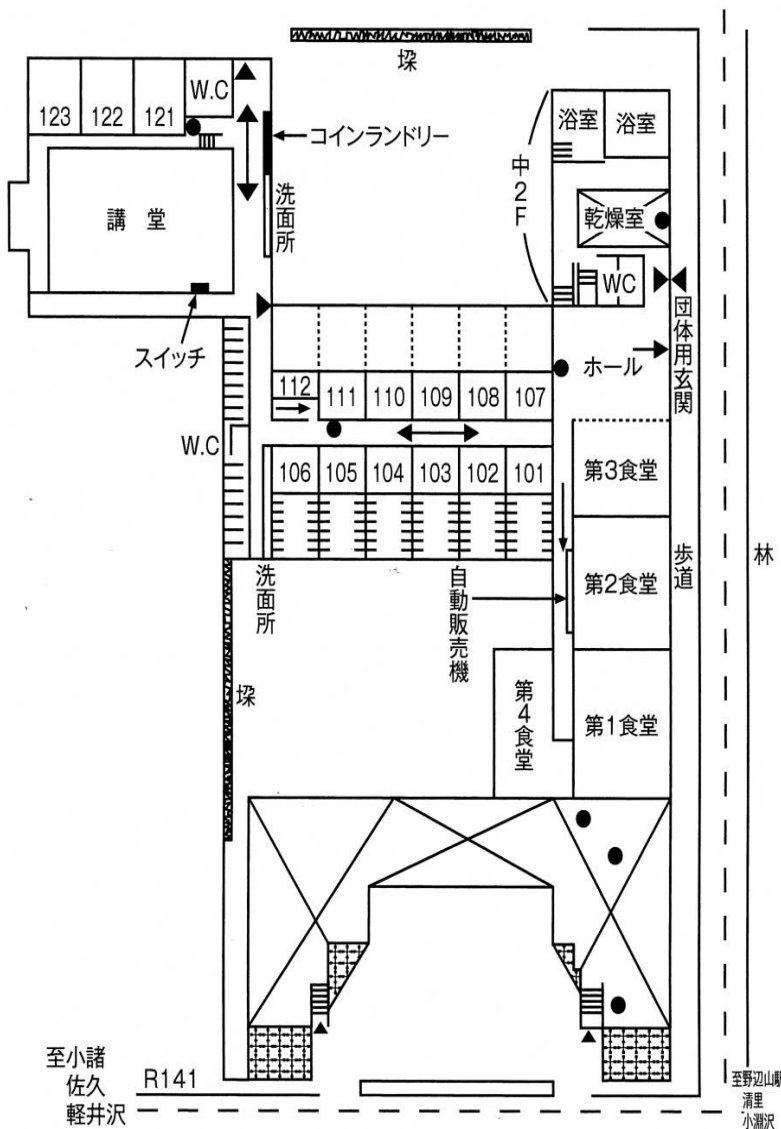 垜
W.C
123
122
121
コインランドリー
浴室
浴室
中2F
洗面所
講 堂
乾燥室
WC
スイッチ
団体用玄関
ホール
112
111
110
109
108
107
W.C
106
105
104
103
102
101
第3食堂
洗面所
自動販売機
第2食堂
歩道
林
垜
第4食堂
第1食堂
至小諸
佐久
軽井沢
R141
至野辺山駅
清里
小淵沢